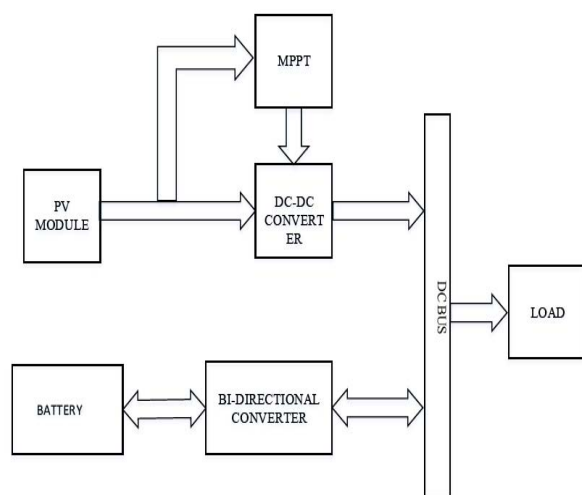 MPPT
PV
MODULE
DC-DC
CONVERT
ER
DC BUS
LOAD
BATTERY
BI-DIRECTIONAL
CONVERTER